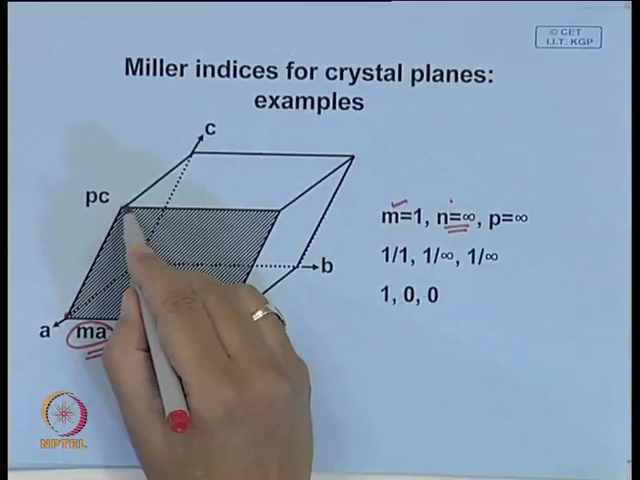 © CET
I.I.T. KGP
Miller indices for crystal planes:
examples
c
pc
m=1, n=∞, p=∞
1/1, 1/∞, 1/∞
b
1, 0, 0
a
ma
NPTEL